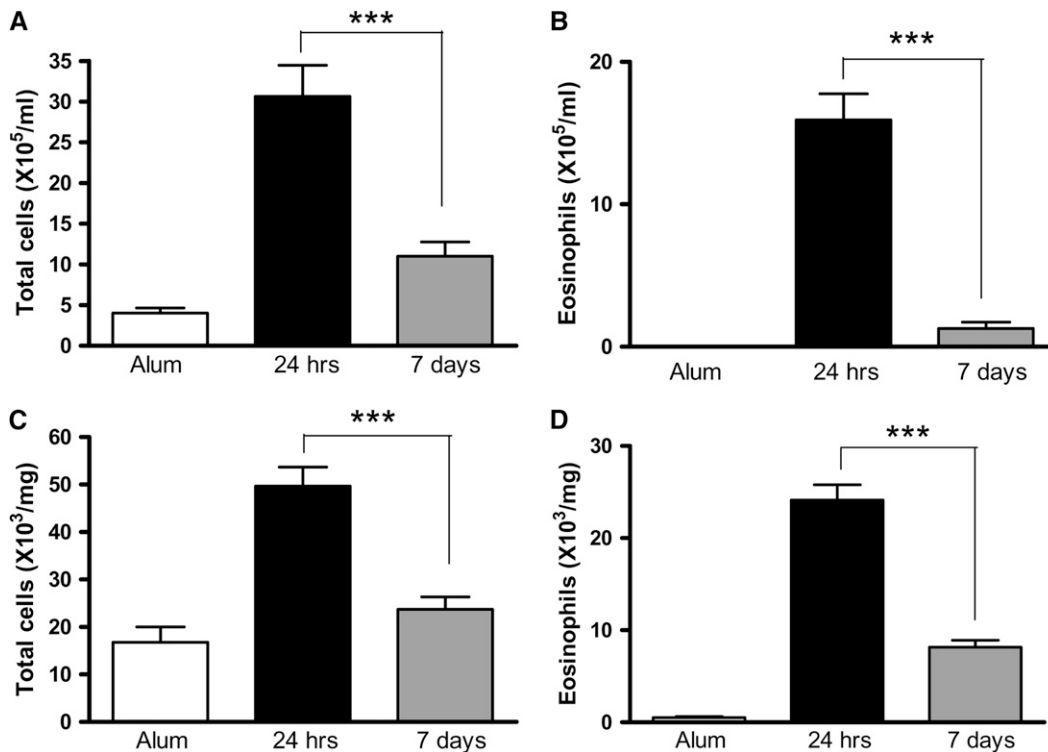 A
***
Total cells (X10⁵/ml)
35
30
25
20
15
10
5
0
Alum 24 hrs 7 days
B
***
Eosinophils (X10⁵/ml)
20
10
0
Alum 24 hrs 7 days
C
***
Total cells (X10³/mg)
60
50
40
30
20
10
0
Alum 24 hrs 7 days
D
***
Eosinophils (X10³/mg)
30
20
10
0
Alum 24 hrs 7 days